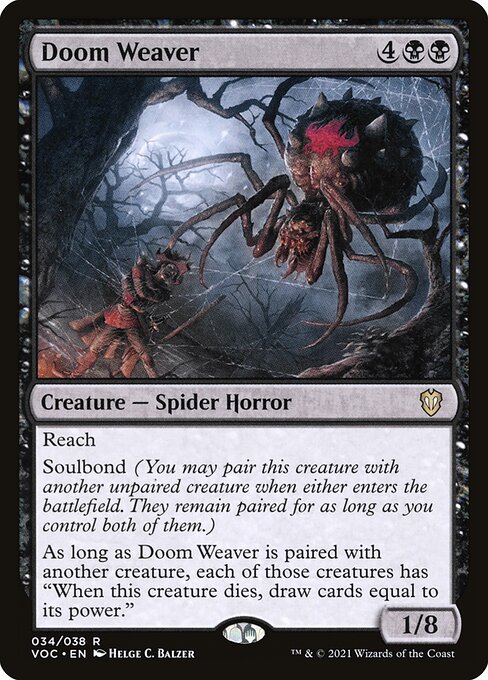 Doom Weaver 4
Creature — Spider Horror
Reach
Soulbond (You may pair this creature with
another unpaired creature when either enters the
battlefield. They remain paired for as long as you
control both of them.)
As long as Doom Weaver is paired with
another creature, each of those creatures has
“When this creature dies, draw cards equal to
its power.”
1/8
034/038 R
VOC • EN Helge C. Balzer ™ & © 2021 Wizards of the Coast